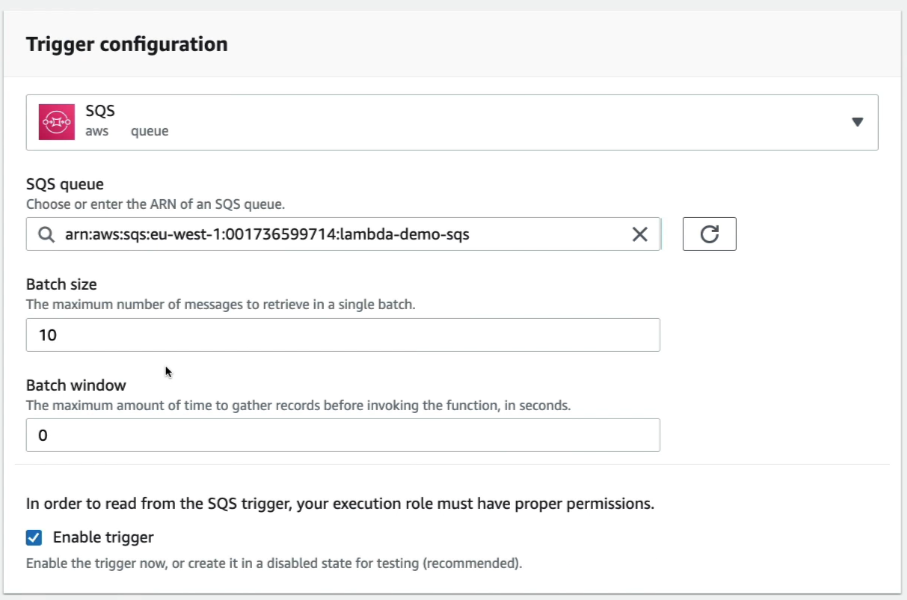 Trigger configuration
SQS
aws queue
SQS queue
Choose or enter the ARN of an SQS queue.
arn:aws:sqs:eu-west-1:001736599714:lambda-demo-sqs
Batch size
The maximum number of messages to retrieve in a single batch.
10
Batch window
The maximum amount of time to gather records before invoking the function, in seconds.
0
In order to read from the SQS trigger, your execution role must have proper permissions.
Enable trigger
Enable the trigger now, or create it in a disabled state for testing (recommended).